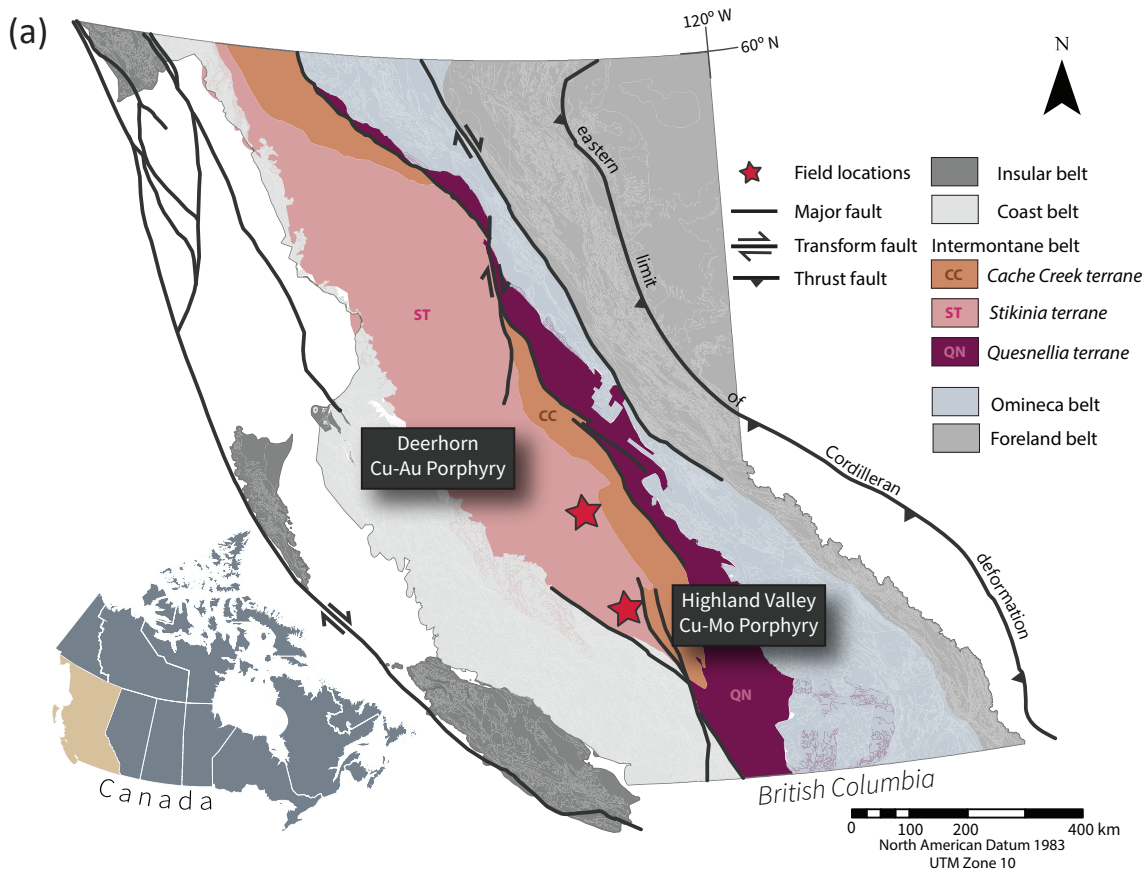 (a)
120º W
60º N
N
eastern
limit
of
Cordilleran
deformation
Field locations
Major fault
Transform fault
Thrust fault
Insular belt
Coast belt
Intermontane belt
CC Cache Creek terrane
ST Stikinia terrane
QN Quesnellia terrane
Omineca belt
Foreland belt
ST
CC
QN
Deerhorn
Cu-Au Porphyry
Highland Valley
Cu-Mo Porphyry
Canada
British Columbia
0 100 200 400 km
North American Datum 1983
UTM Zone 10